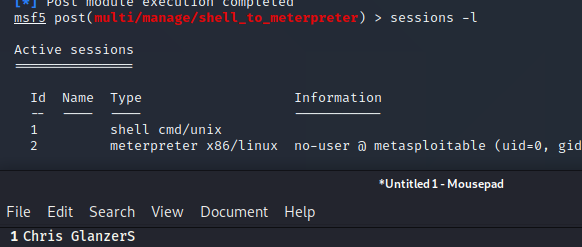 [*] Post module execution completed
msf5 post(multi/manage/shell_to_meterpreter) > sessions -l
Active sessions
===============
Id Name Type Information
-- ---- ---- -----------
1 shell cmd/unix
2 meterpreter x86/linux no-user @ metasploitable (uid=0, gid
*Untitled 1 - Mousepad
File Edit Search View Document Help
1 Chris GlanzerS